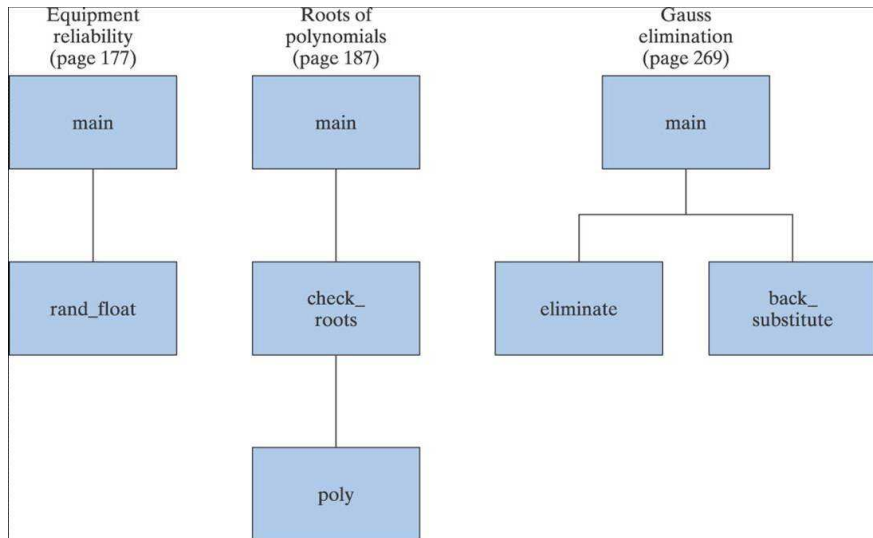 Equipment
reliability
(page 177)
main
rand_float
Roots of
polynomials
(page 187)
main
check_
roots
poly
Gauss
elimination
(page 269)
main
eliminate
back_
substitute